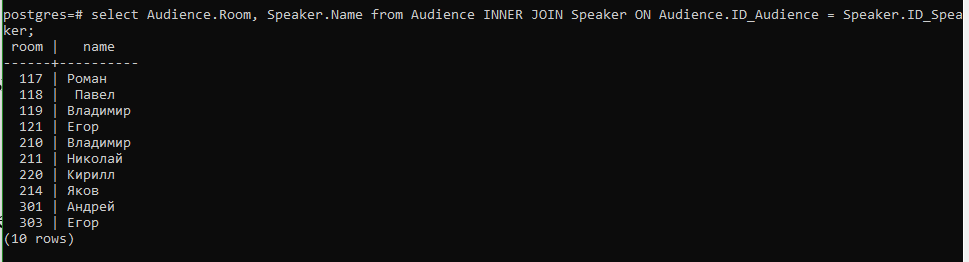 postgres=# select Audience.Room, Speaker.Name from Audience INNER JOIN Speaker ON Audience.ID_Audience = Speaker.ID_Spea
ker;
 room |   name
------+----------
  117 | Роман
  118 |  Павел
  119 | Владимир
  121 | Егор
  210 | Владимир
  211 | Николай
  220 | Кирилл
  214 | Яков
  301 | Андрей
  303 | Егор
(10 rows)